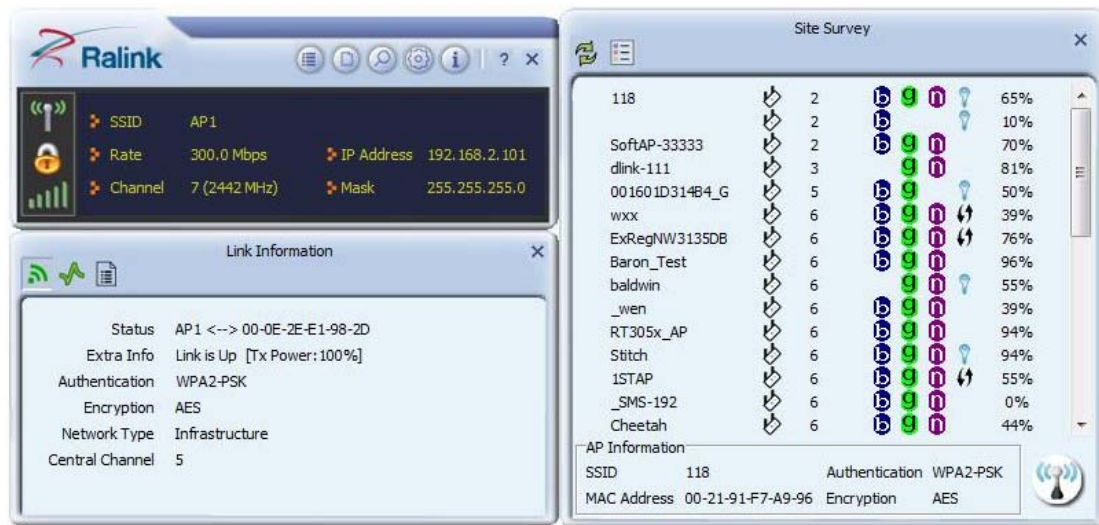 Ralink
? ×
SSID AP1
Rate 300.0 Mbps IP Address 192.168.2.101
Channel 7 (2442 MHz) Mask 255.255.255.0
Link Information ×
Status AP1 <--> 00-0E-2E-E1-98-2D
Extra Info Link is Up [Tx Power:100%]
Authentication WPA2-PSK
Encryption AES
Network Type Infrastructure
Central Channel 5
Site Survey ×
118 2 b g n 65%
2 b 10%
SoftAP-33333 2 b g n 70%
dlink-111 3 g n 81%
001601D314B4_G 5 b g 50%
wxx 6 b g n 39%
ExRegNW3135DB 6 b g n 76%
Baron_Test 6 b g n 96%
baldwin 6 g n 55%
_wen 6 b g n 39%
RT305x_AP 6 b g n 94%
Stitch 6 b g n 94%
1STAP 6 b g n 55%
_SMS-192 6 b g n 0%
Cheetah 6 b g n 44%
AP Information
SSID 118 Authentication WPA2-PSK
MAC Address 00-21-91-F7-A9-96 Encryption AES